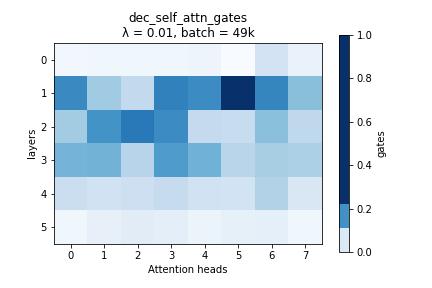 dec_self_attn_gates
λ = 0.01, batch = 49k
layers
0
1
2
3
4
5
0 1 2 3 4 5 6 7
Attention heads
1.0
0.8
0.6
0.4
0.2
0.0
gates